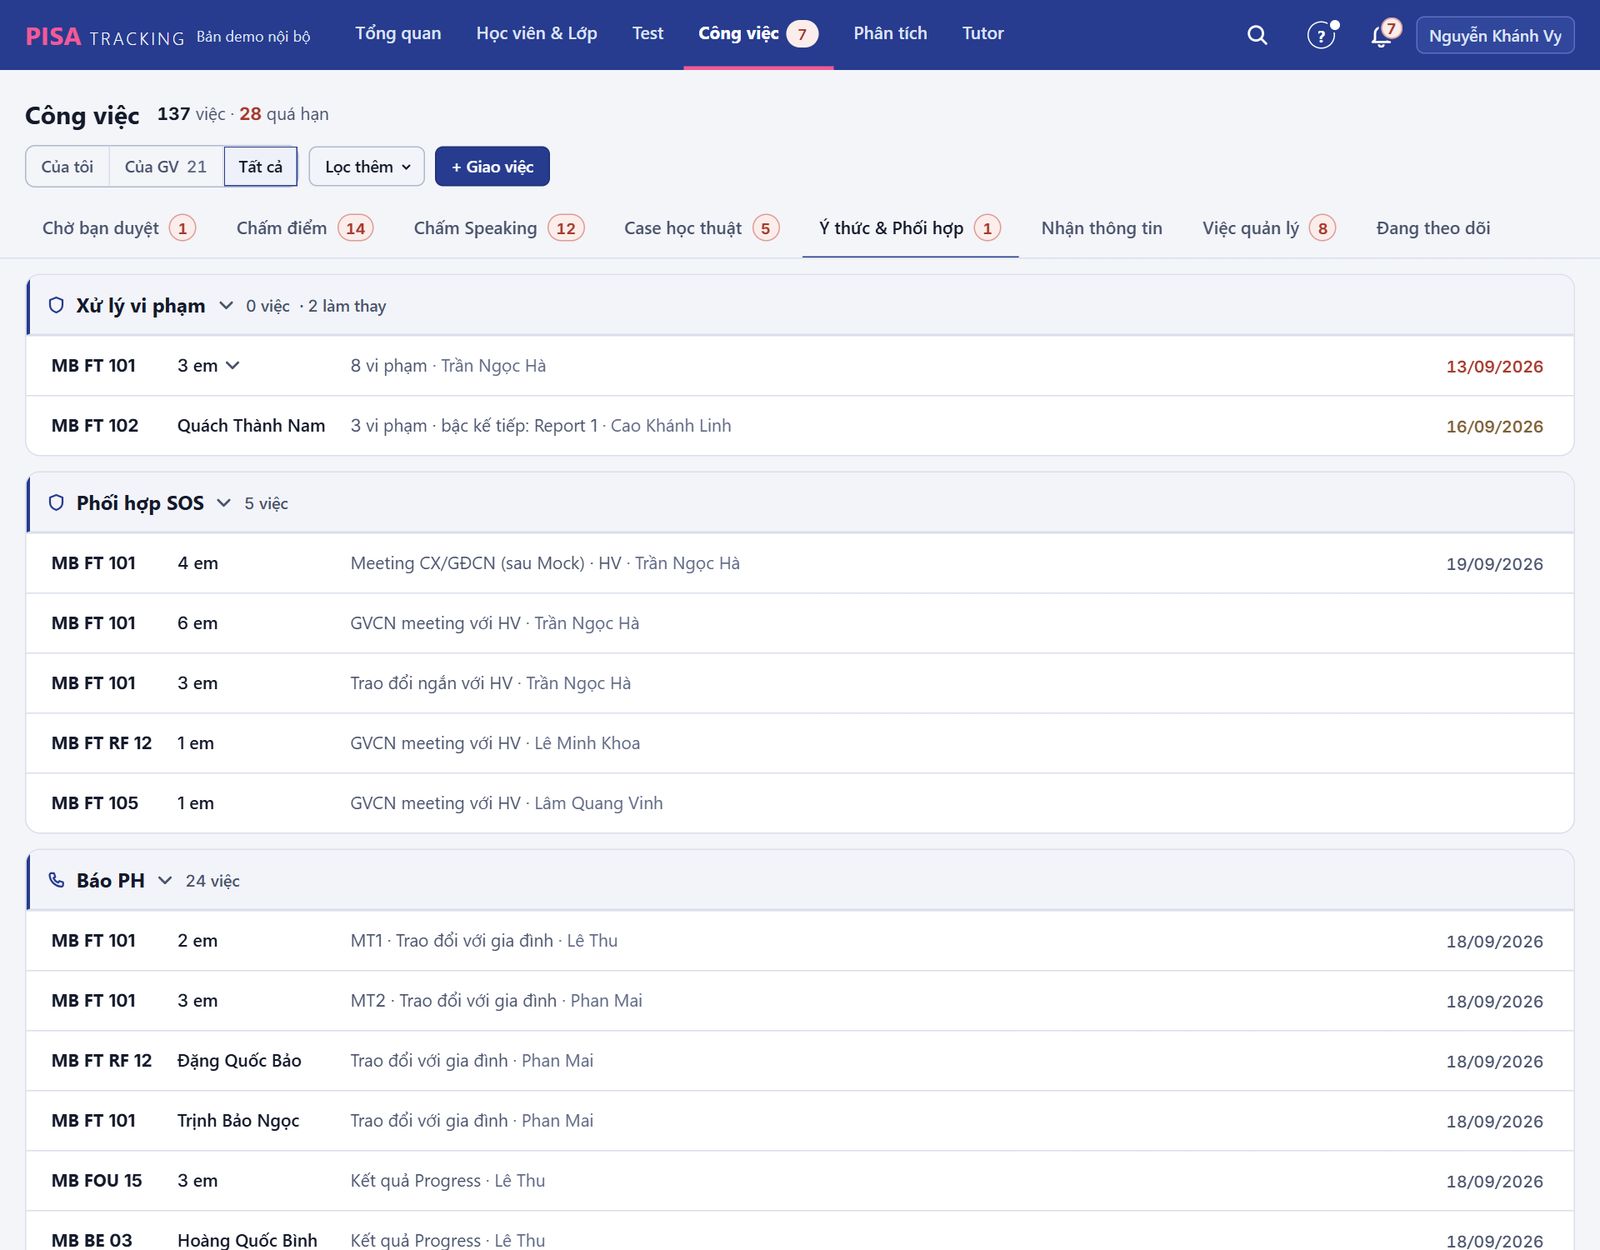 PISA TRACKING Bản demo nội bộ Tổng quan Học viên & Lớp Test Công việc 7 Phân tích Tutor ? 7 Nguyễn Khánh Vy
Công việc 137 việc · 28 quá hạn
Của tôi Của GV 21 Tất cả Lọc thêm + Giao việc
Chờ bạn duyệt 1 Chấm điểm 14 Chấm Speaking 12 Case học thuật 5 Ý thức & Phối hợp 1 Nhận thông tin Việc quản lý 8 Đang theo dõi
Xử lý vi phạm 0 việc · 2 làm thay
MB FT 101 3 em 8 vi phạm · Trần Ngọc Hà 13/09/2026
MB FT 102 Quách Thành Nam 3 vi phạm · bậc kế tiếp: Report 1 · Cao Khánh Linh 16/09/2026
Phối hợp SOS 5 việc
MB FT 101 4 em Meeting CX/GĐCN (sau Mock) · HV · Trần Ngọc Hà 19/09/2026
MB FT 101 6 em GVCN meeting với HV · Trần Ngọc Hà
MB FT 101 3 em Trao đổi ngắn với HV · Trần Ngọc Hà
MB FT RF 12 1 em GVCN meeting với HV · Lê Minh Khoa
MB FT 105 1 em GVCN meeting với HV · Lâm Quang Vinh
Báo PH 24 việc
MB FT 101 2 em MT1 · Trao đổi với gia đình · Lê Thu 18/09/2026
MB FT 101 3 em MT2 · Trao đổi với gia đình · Phan Mai 18/09/2026
MB FT RF 12 Đặng Quốc Bảo Trao đổi với gia đình · Phan Mai 18/09/2026
MB FT 101 Trịnh Bảo Ngọc Trao đổi với gia đình · Phan Mai 18/09/2026
MB FOU 15 3 em Kết quả Progress · Lê Thu 18/09/2026
MB BE 03 Hoàng Quốc Bình Kết quả Progress · Lê Thu 18/09/2026